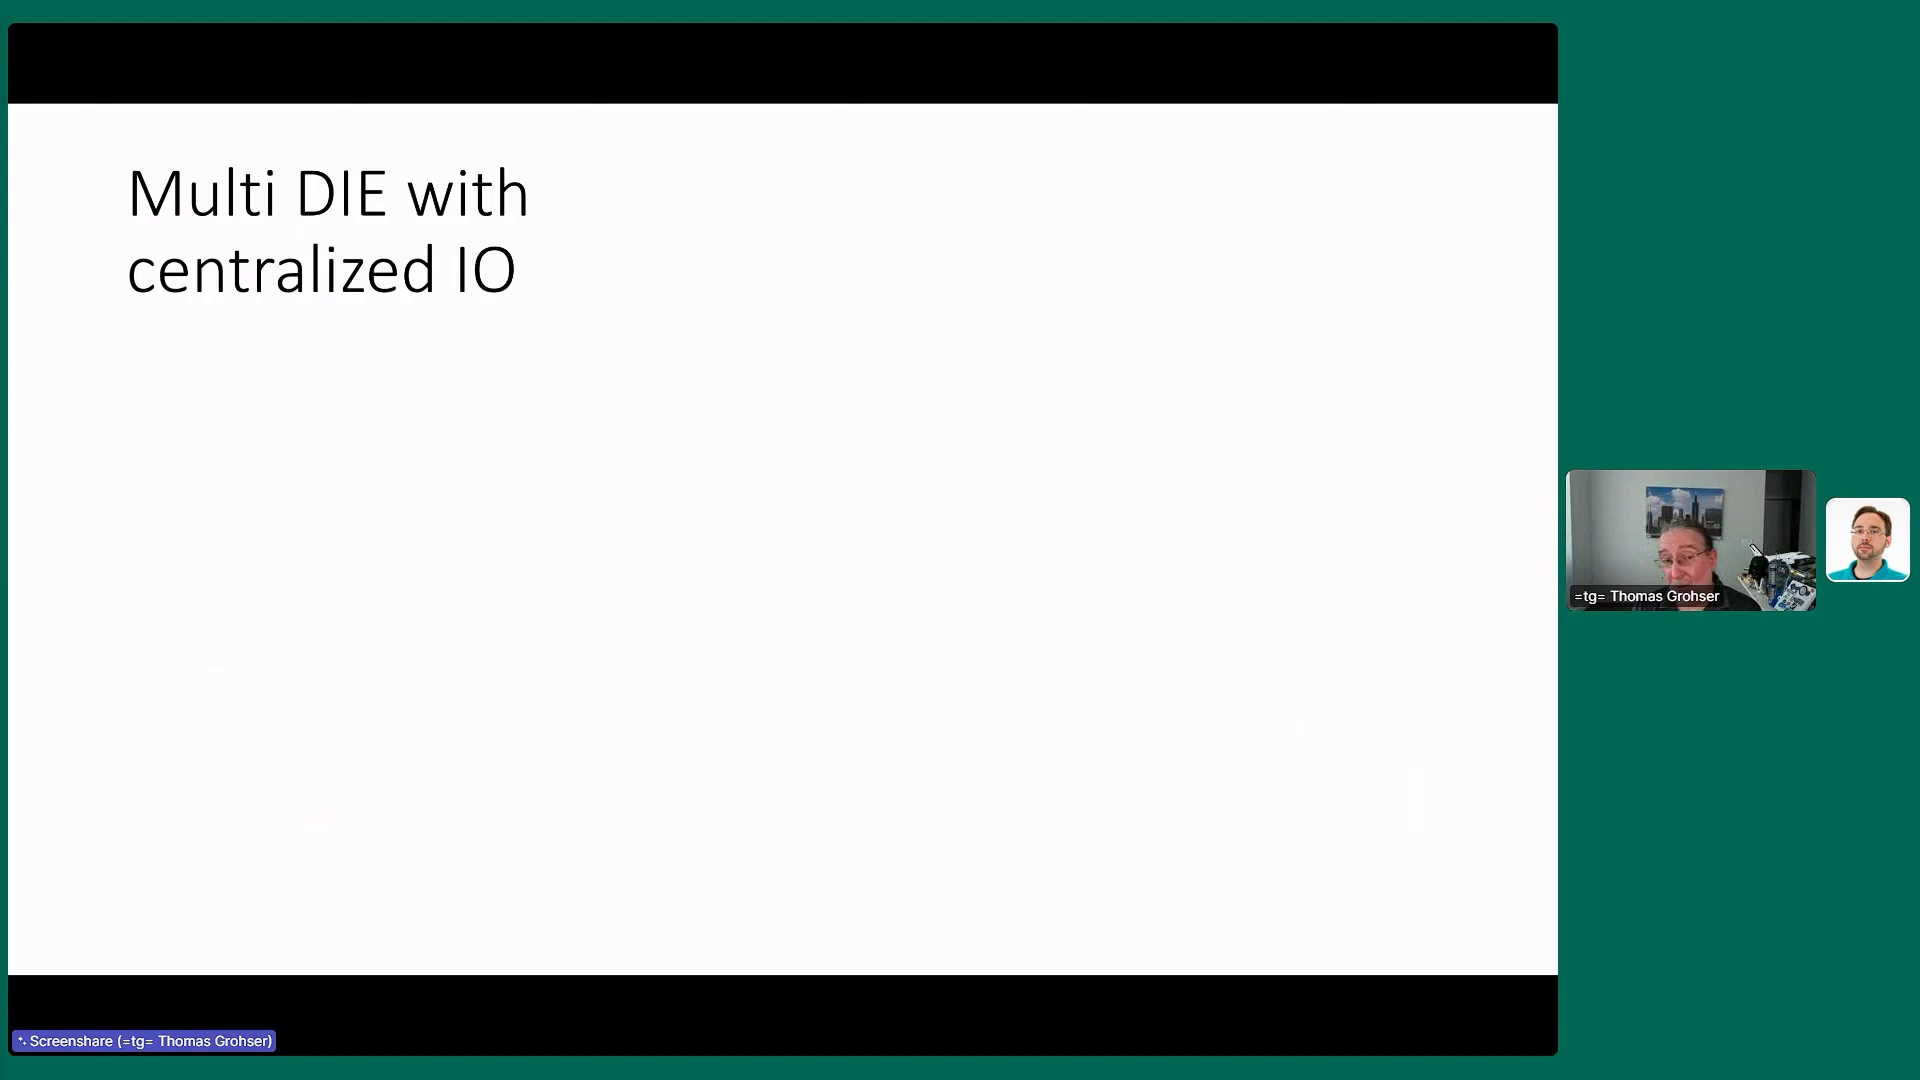 Multi DIE with
centralized IO
=tg= Thomas Grohser
Screenshare (=tg= Thomas Grohser)